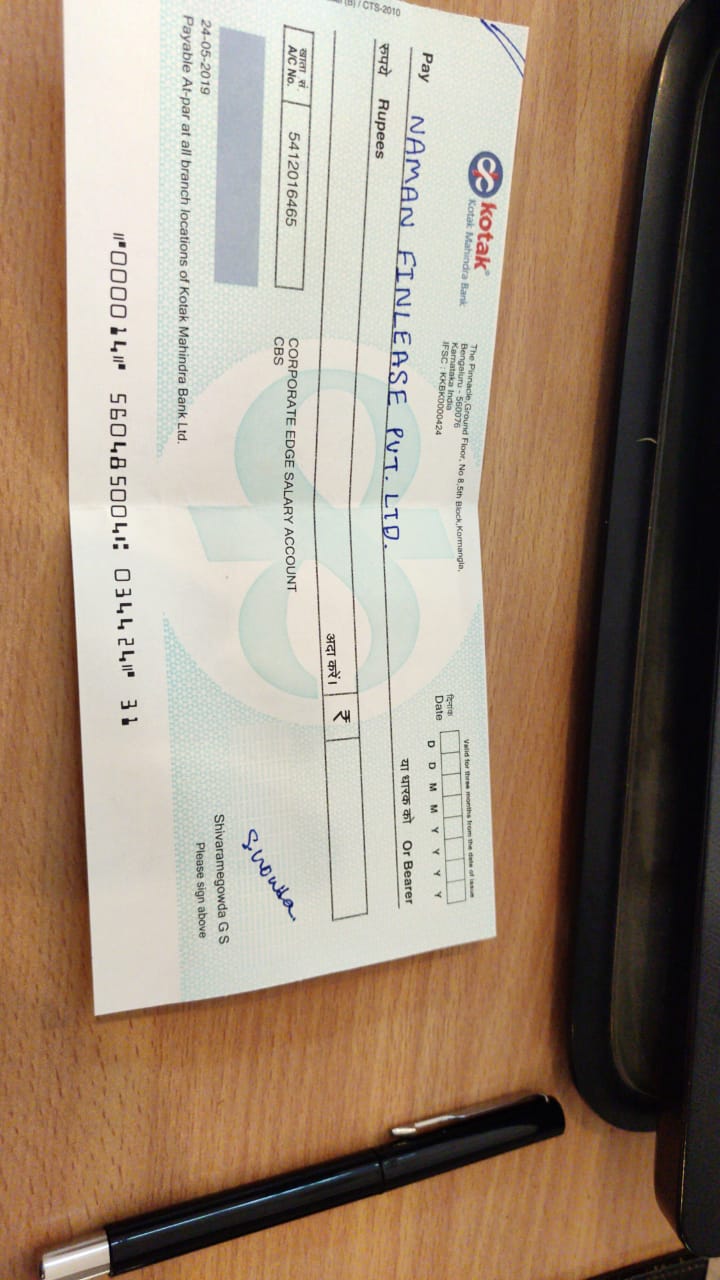 (B) / CTS-2010
kotak®
Kotak Mahindra Bank
The Pinnacle,Ground Floor, No 8,5th Block,Kormangla,
Bengaluru - 560076
Karnataka India
IFSC : KKBK0000424
Valid for three months from the date of issue
दिनांक
Date
D D M M Y Y Y Y
Pay NAMAN FINLEASE PVT. LTD. या धारक को Or Bearer
रुपये Rupees
अदा करें। ₹
खाता सं.
A/C No. 5412016465
CORPORATE EDGE SALARY ACCOUNT
CBS
S.Gowda
Shivaramegowda G S
Please sign above
24-05-2019
Payable At-par at all branch locations of Kotak Mahindra Bank Ltd.
⑈000014⑈ 560485004⑆ 034424⑈ 31